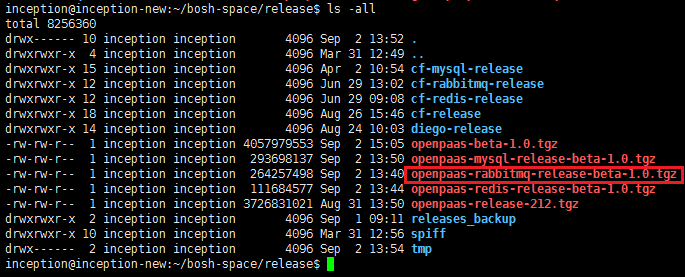 inception@inception-new:~/bosh-space/release$ ls -all
total 8256360
drwx------ 10 inception inception       4096 Sep  2 13:52 .
drwxrwxr-x  4 inception inception       4096 Mar 31 12:49 ..
drwxrwxr-x 15 inception inception       4096 Apr  2 10:54 cf-mysql-release
drwxrwxr-x 12 inception inception       4096 Jun 29 13:02 cf-rabbitmq-release
drwxrwxr-x 12 inception inception       4096 Jun 29 09:08 cf-redis-release
drwxrwxr-x 18 inception inception       4096 Aug 26 15:46 cf-release
drwxrwxr-x 14 inception inception       4096 Aug 24 10:03 diego-release
-rw-rw-r--  1 inception inception 4057979553 Sep  2 15:05 openpaas-beta-1.0.tgz
-rw-rw-r--  1 inception inception  293698137 Sep  2 13:50 openpaas-mysql-release-beta-1.0.tgz
-rw-rw-r--  1 inception inception  264257498 Sep  2 13:40 openpaas-rabbitmq-release-beta-1.0.tgz
-rw-rw-r--  1 inception inception  111684577 Sep  2 13:44 openpaas-redis-release-beta-1.0.tgz
-rw-rw-r--  1 inception inception 3726831021 Aug 31 13:50 openpaas-release-212.tgz
drwxrwxr-x  2 inception inception       4096 Sep  1 09:11 releases_backup
drwxrwxr-x 10 inception inception       4096 Mar 31 12:56 spiff
drwx------  2 inception inception       4096 Sep  2 13:54 tmp
inception@inception-new:~/bosh-space/release$